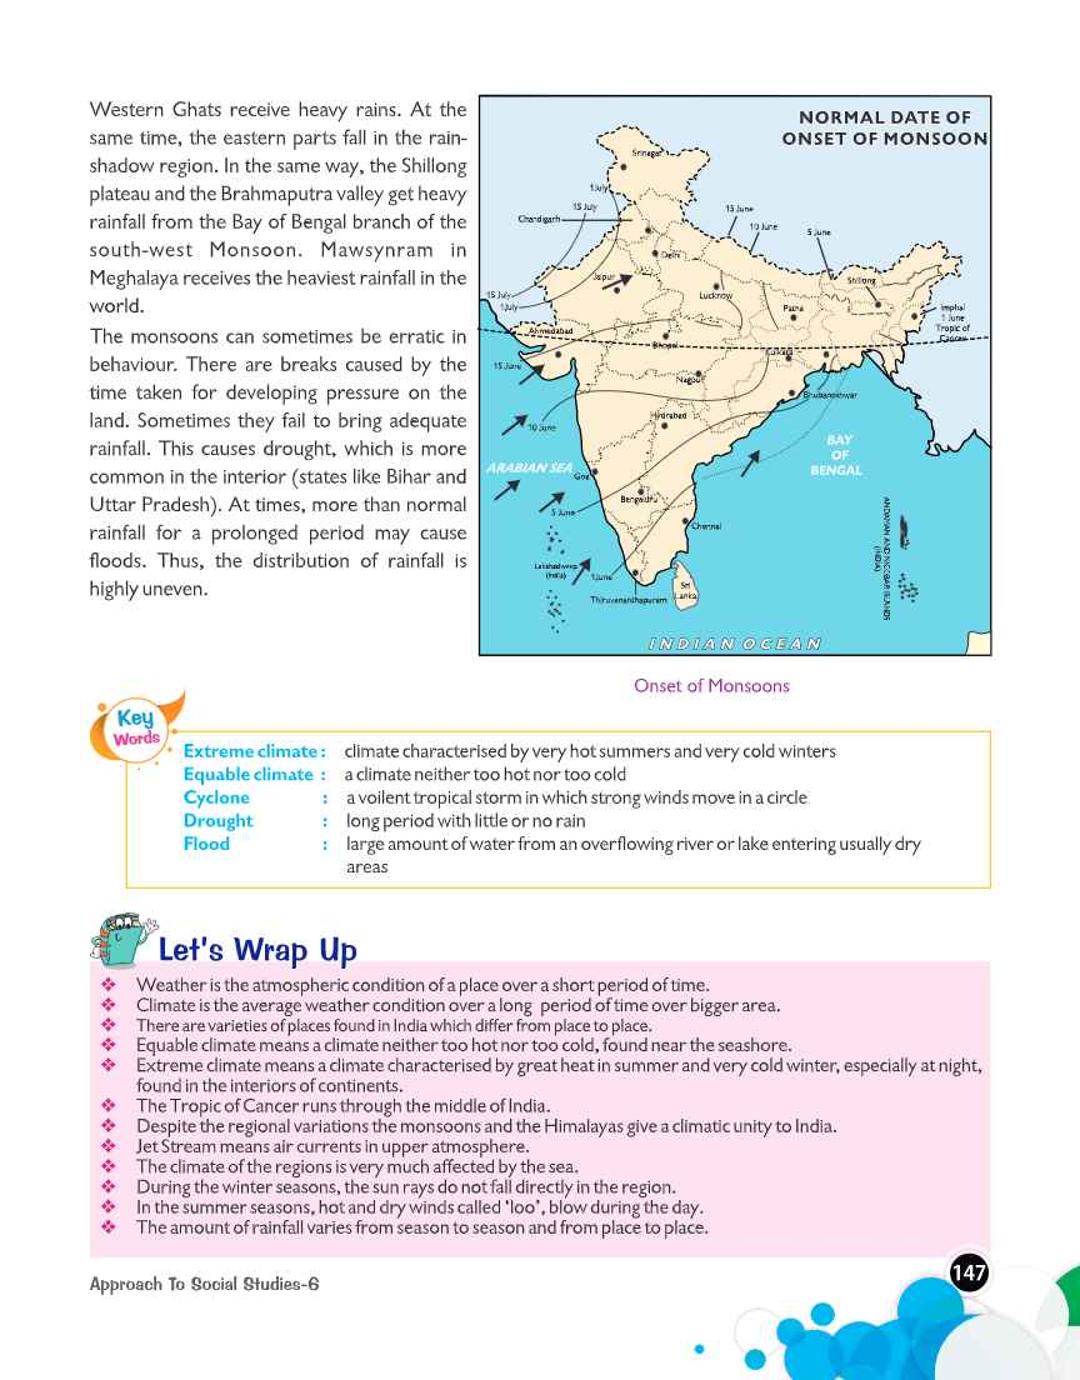 Western Ghats receive heavy rains. At the
same time, the eastern parts fall in the rain-
shadow region. In the same way, the Shillong
plateau and the Brahmaputra valley get heavy
rainfall from the Bay of Bengal branch of the
south-west Monsoon. Mawsynram in
Meghalaya receives the heaviest rainfall in the
world.
The monsoons can sometimes be erratic in
behaviour. There are breaks caused by the
time taken for developing pressure on the
land. Sometimes they fail to bring adequate
rainfall. This causes drought, which is more
common in the interior (states like Bihar and
Uttar Pradesh). At times, more than normal
rainfall for a prolonged period may cause
floods. Thus, the distribution of rainfall is
highly uneven.
NORMAL DATE OF
ONSET OF MONSOON
Srinagar
1 July
15 July
Chandigarh
15 June
10 June
5 June
Delhi
Jaipur
Lucknow
Shillong
15 July
1 July
Patna
Imphal
1 June
Tropic of
Cancer
Ahmedabad
Bhopal
Kolkata
15 June
Nagpur
Bhubaneshwar
10 June
Hydrabad
BAY
OF
BENGAL
ARABIAN SEA
Goa
Bengaluru
5 June
Chennai
ANDAMAN AND NICOBAR ISLANDS
(INDIA)
Lakshadweep
(India)
1 June
Sri
Lanka
Thiruvenanthapuram
INDIAN OCEAN
Onset of Monsoons
Key
Words
Extreme climate : climate characterised by very hot summers and very cold winters
Equable climate : a climate neither too hot nor too cold
Cyclone : a voilent tropical storm in which strong winds move in a circle
Drought : long period with little or no rain
Flood : large amount of water from an overflowing river or lake entering usually dry
areas
Let's Wrap Up
❖ Weather is the atmospheric condition of a place over a short period of time.
❖ Climate is the average weather condition over a long period of time over bigger area.
❖ There are varieties of places found in India which differ from place to place.
❖ Equable climate means a climate neither too hot nor too cold, found near the seashore.
❖ Extreme climate means a climate characterised by great heat in summer and very cold winter, especially at night,
found in the interiors of continents.
❖ The Tropic of Cancer runs through the middle of India.
❖ Despite the regional variations the monsoons and the Himalayas give a climatic unity to India.
❖ Jet Stream means air currents in upper atmosphere.
❖ The climate of the regions is very much affected by the sea.
❖ During the winter seasons, the sun rays do not fall directly in the region.
❖ In the summer seasons, hot and dry winds called 'loo', blow during the day.
❖ The amount of rainfall varies from season to season and from place to place.
Approach To Social Studies-6
147